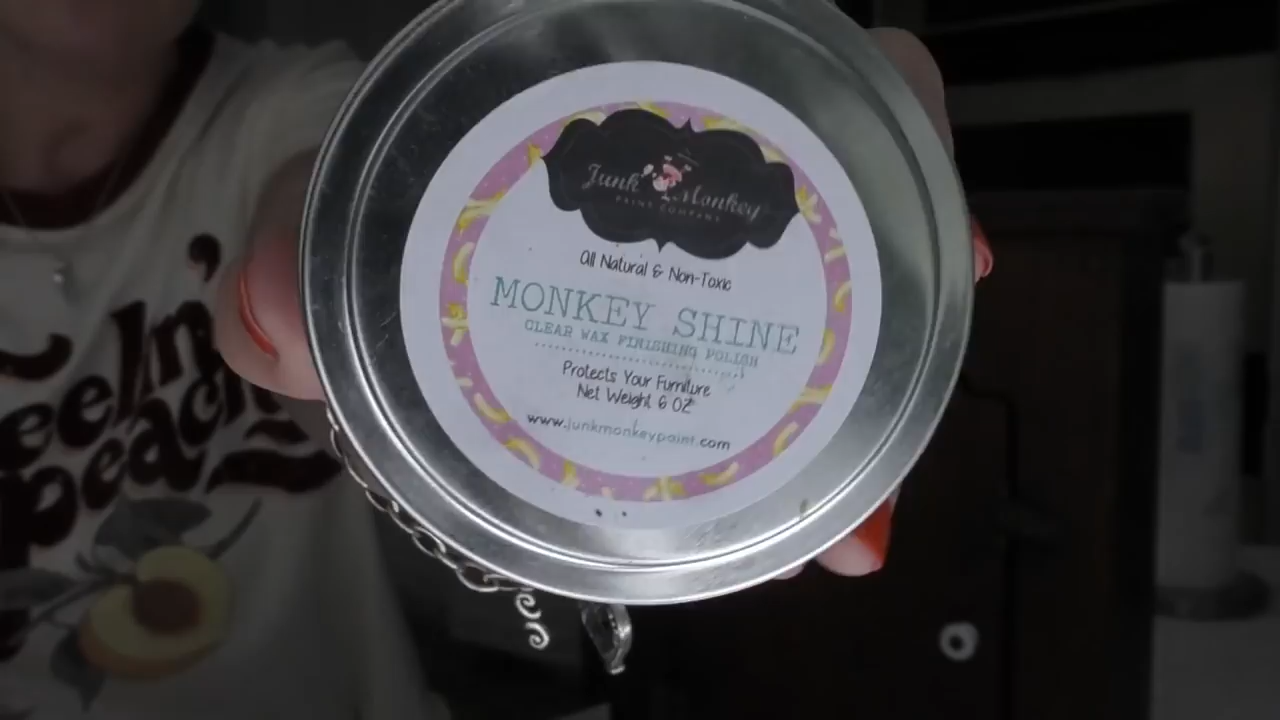 Junk Monkey
PAINT COMPANY
All Natural & Non-Toxic
MONKEY SHINE
CLEAR WAX FINISHING POLISH
Protects Your Furniture
Net Weight 6 OZ
www.junkmonkeypaint.com
feelin'
peachy